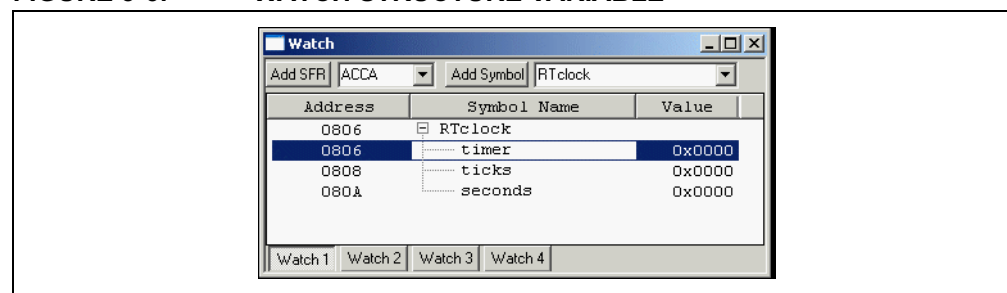 Watch
Add SFR ACCA Add Symbol RTclock
Address Symbol Name Value
0806 RTclock
0806 timer 0x0000
0808 ticks 0x0000
080A seconds 0x0000
Watch 1 Watch 2 Watch 3 Watch 4